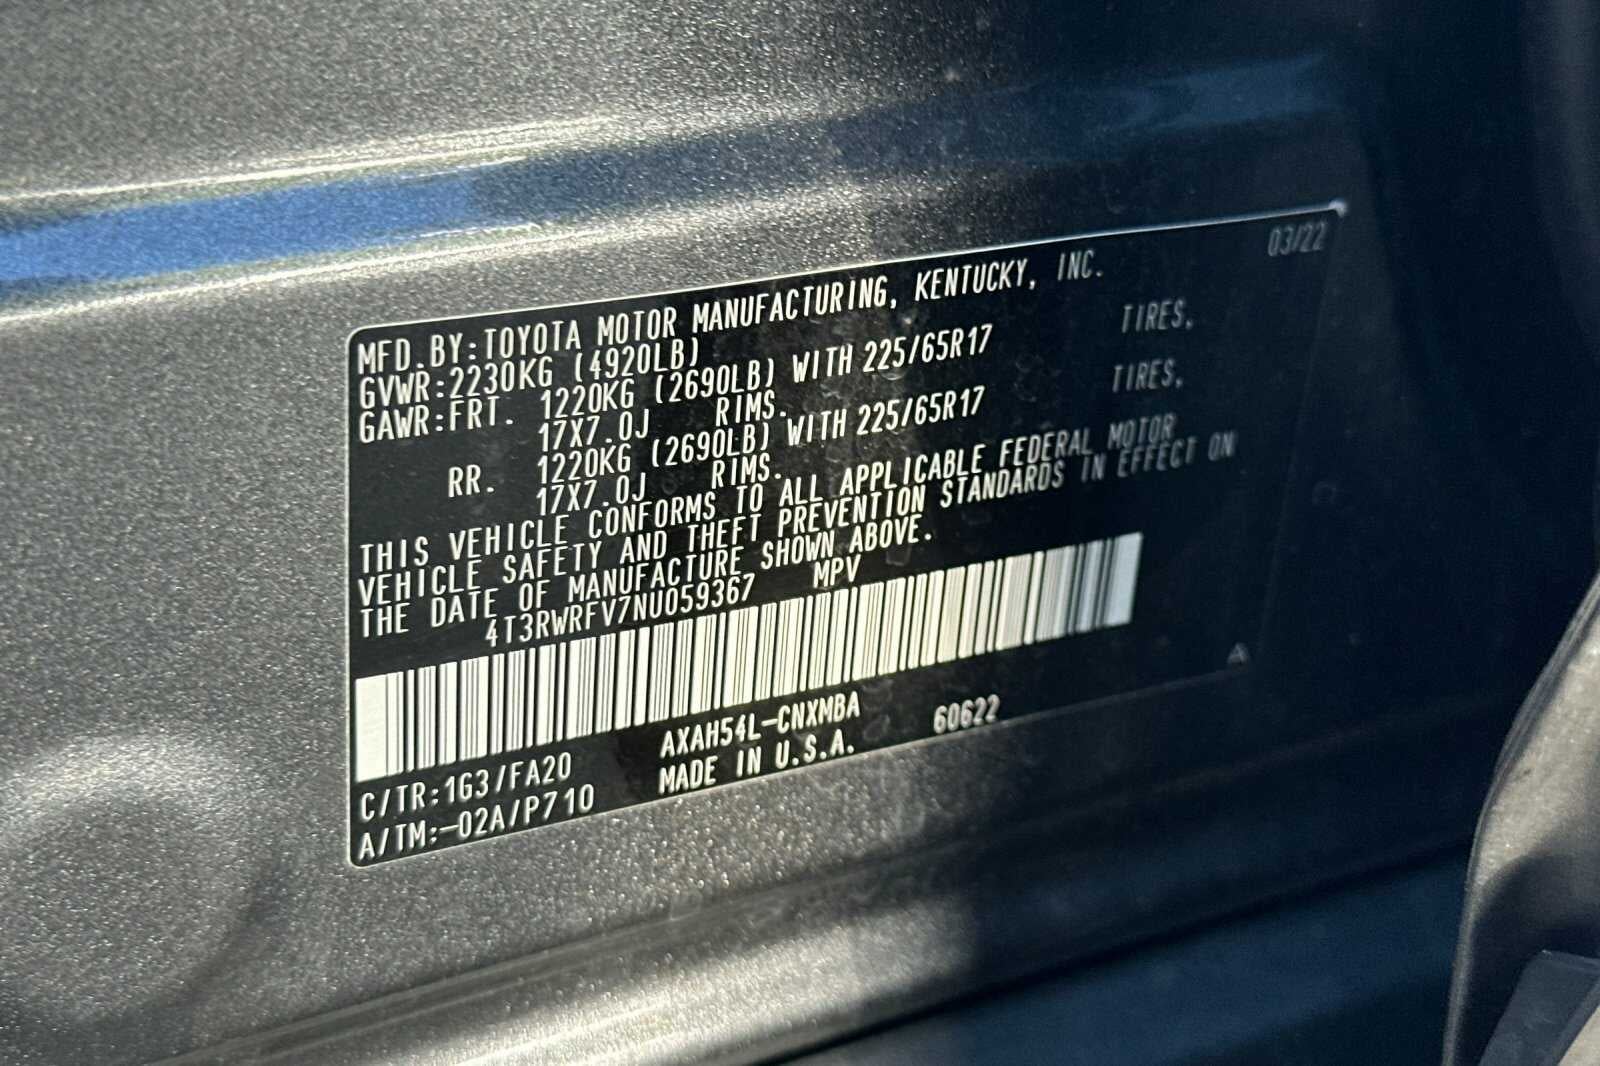 03/22
MFD. BY:TOYOTA MOTOR MANUFACTURING, KENTUCKY, INC.
GVWR:2230KG (4920LB)
GAWR:FRT. 1220KG (2690LB) WITH 225/65R17 TIRES,
17X7.0J RIMS.
RR. 1220KG (2690LB) WITH 225/65R17 TIRES,
17X7.0J RIMS.
THIS VEHICLE CONFORMS TO ALL APPLICABLE FEDERAL MOTOR
VEHICLE SAFETY AND THEFT PREVENTION STANDARDS IN EFFECT ON
THE DATE OF MANUFACTURE SHOWN ABOVE.
4T3RWRFV7NU059367 MPV
C/TR:1G3/FA20 AXAH54L-CNXMBA 60622
A/TM:-02A/P710 MADE IN U.S.A.